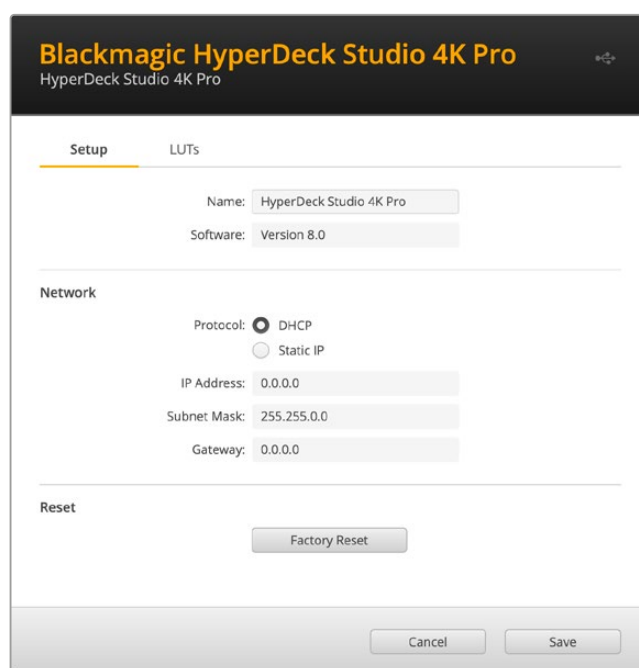 Blackmagic HyperDeck Studio 4K Pro
HyperDeck Studio 4K Pro
Setup LUTs
Name: HyperDeck Studio 4K Pro
Software: Version 8.0
Network
Protocol: DHCP
Static IP
IP Address: 0.0.0.0
Subnet Mask: 255.255.0.0
Gateway: 0.0.0.0
Reset
Factory Reset
Cancel Save